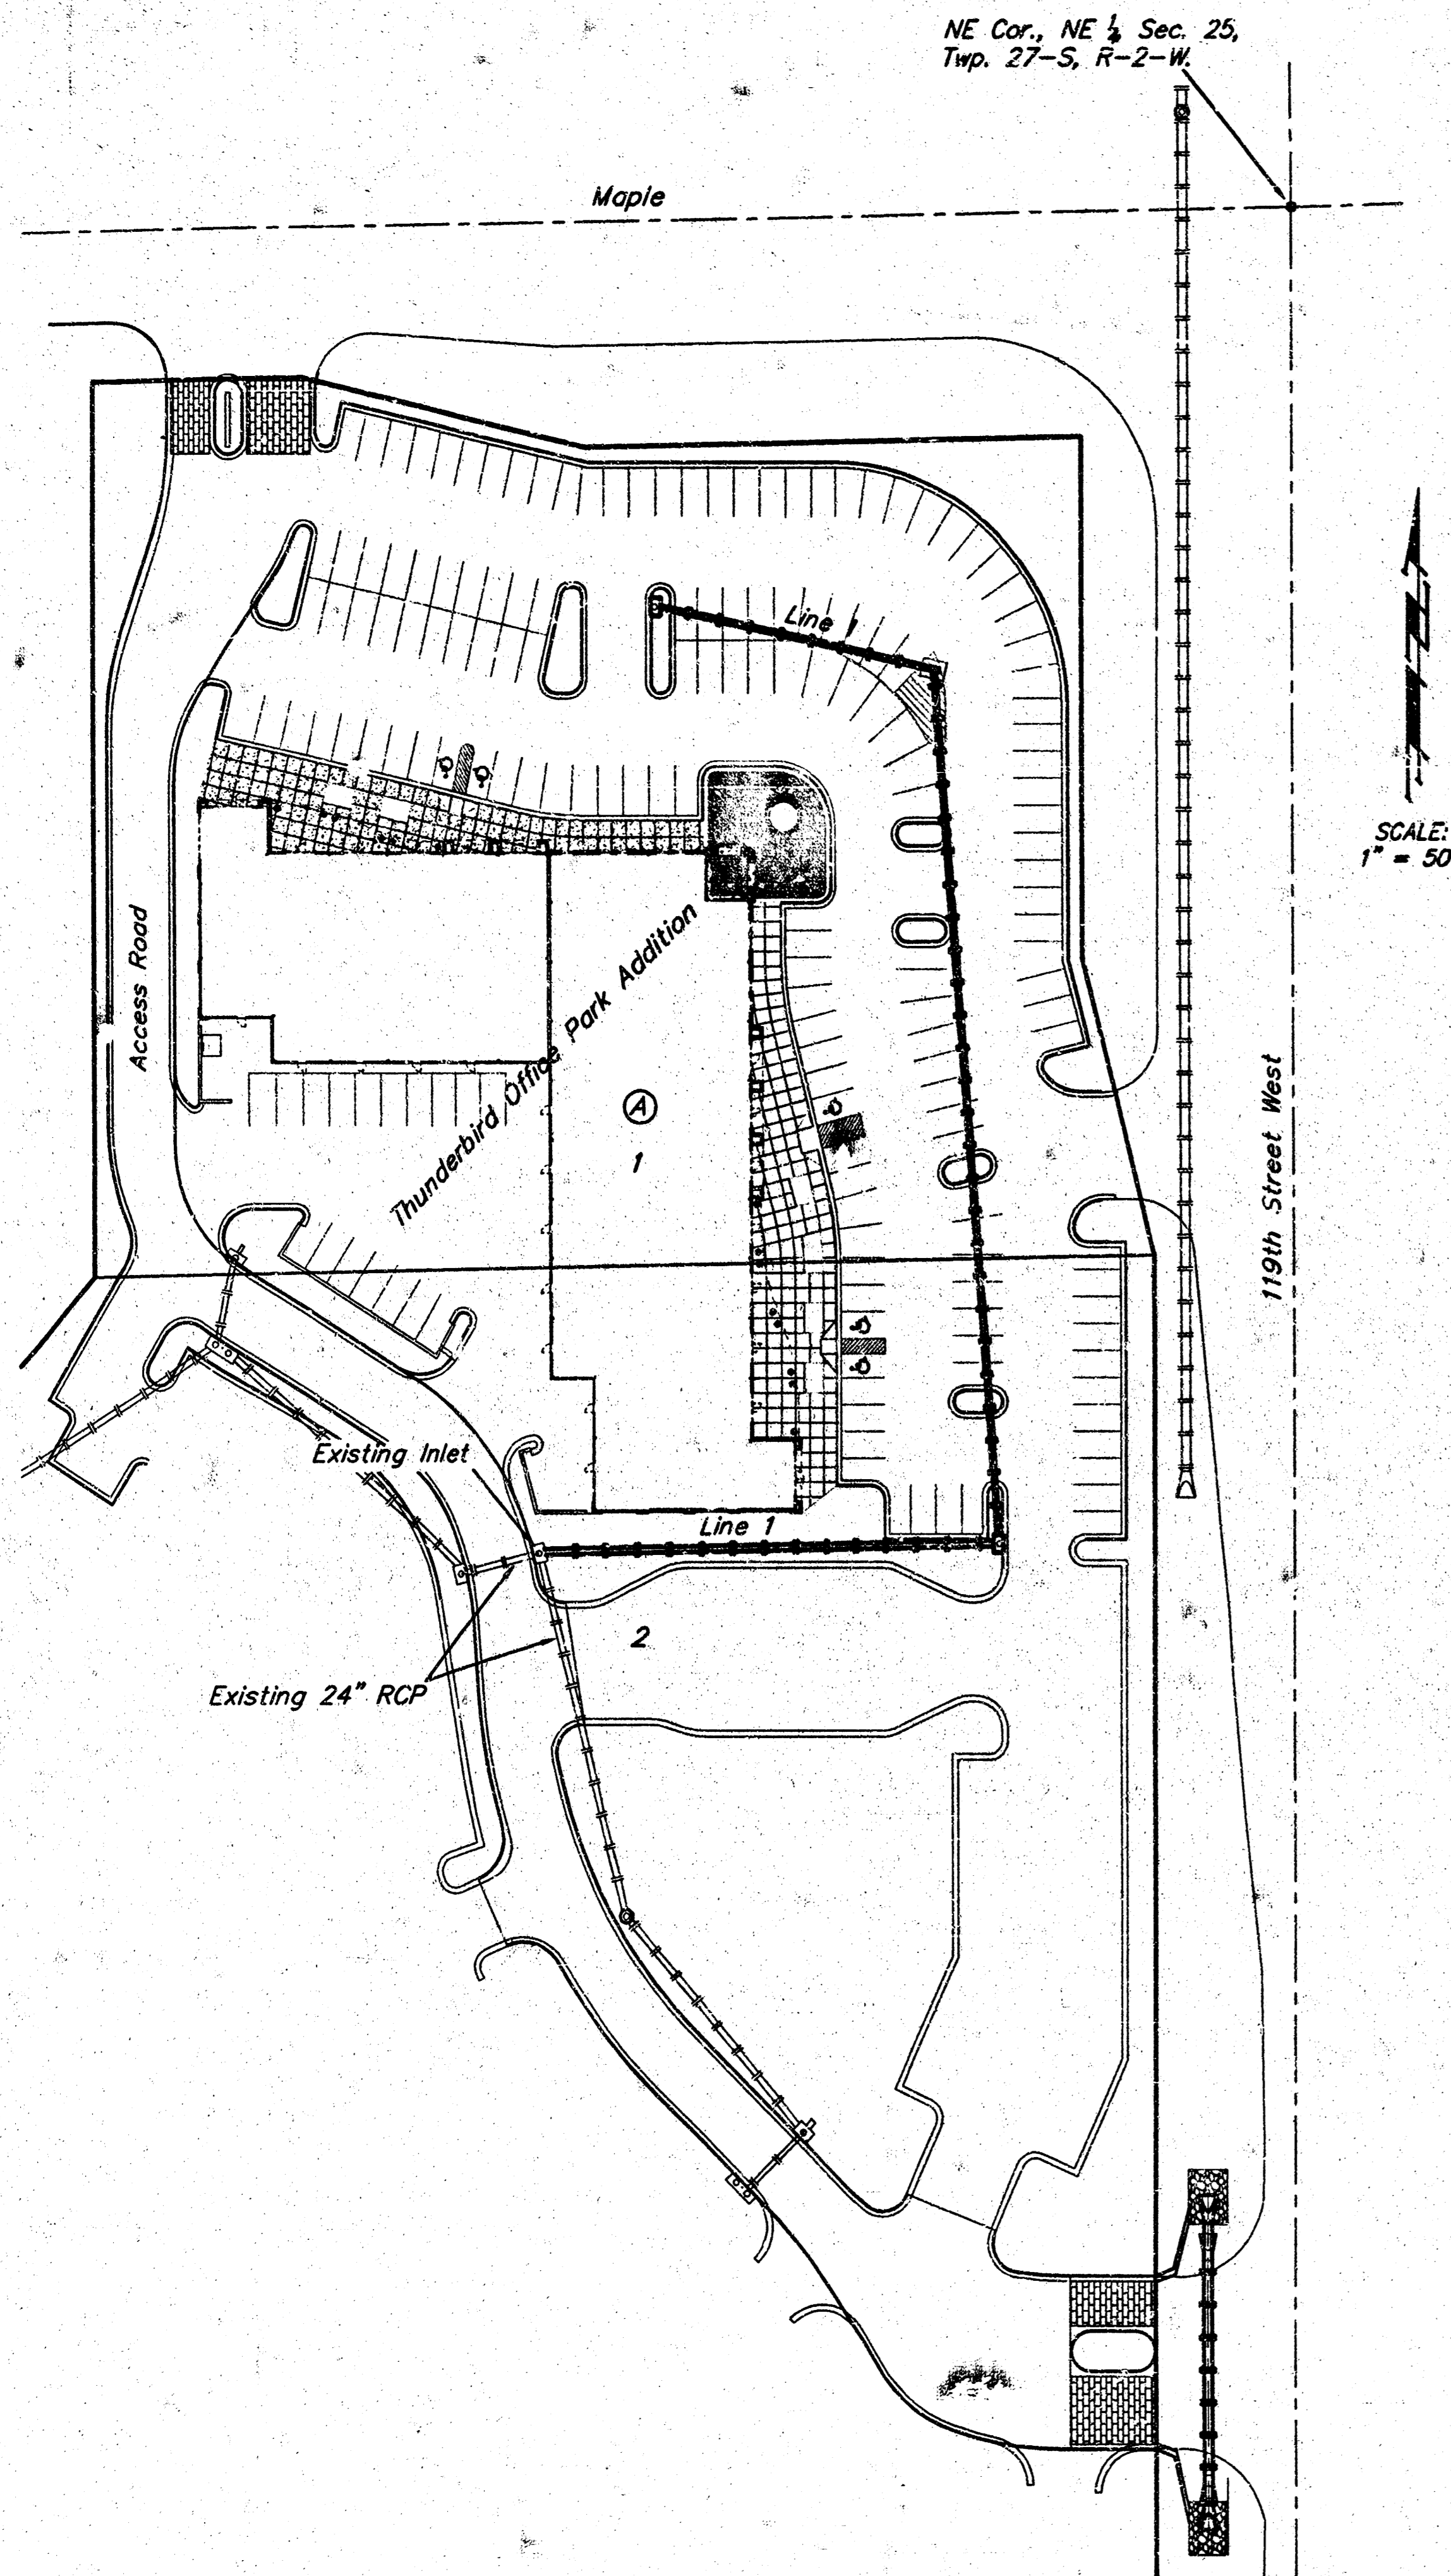 NE Cor., NE ¼ Sec. 25,
Twp. 27-S, R-2-W.
Maple
Line 1
SCALE:
1" = 50
Access Road
Thunderbird Office Park Addition
A
1
119th Street West
Existing Inlet
Line 1
2
Existing 24" RCP